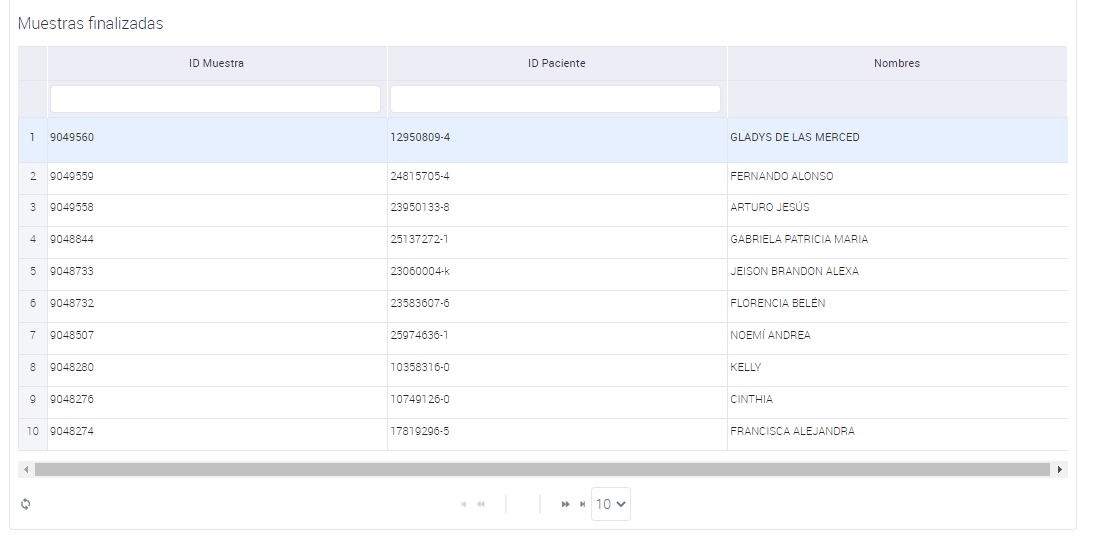 Muestras finalizadas
ID Muestra ID Paciente Nombres
1 9049560 12950809-4 GLADYS DE LAS MERCED
2 9049559 24815705-4 FERNANDO ALONSO
3 9049558 23950133-8 ARTURO JESÚS
4 9048844 25137272-1 GABRIELA PATRICIA MARIA
5 9048733 23060004-k JEISON BRANDON ALEXA
6 9048732 23583607-6 FLORENCIA BELÉN
7 9048507 25974636-1 NOEMÍ ANDREA
8 9048280 10358316-0 KELLY
9 9048276 10749126-0 CINTHIA
10 9048274 17819296-5 FRANCISCA ALEJANDRA
10